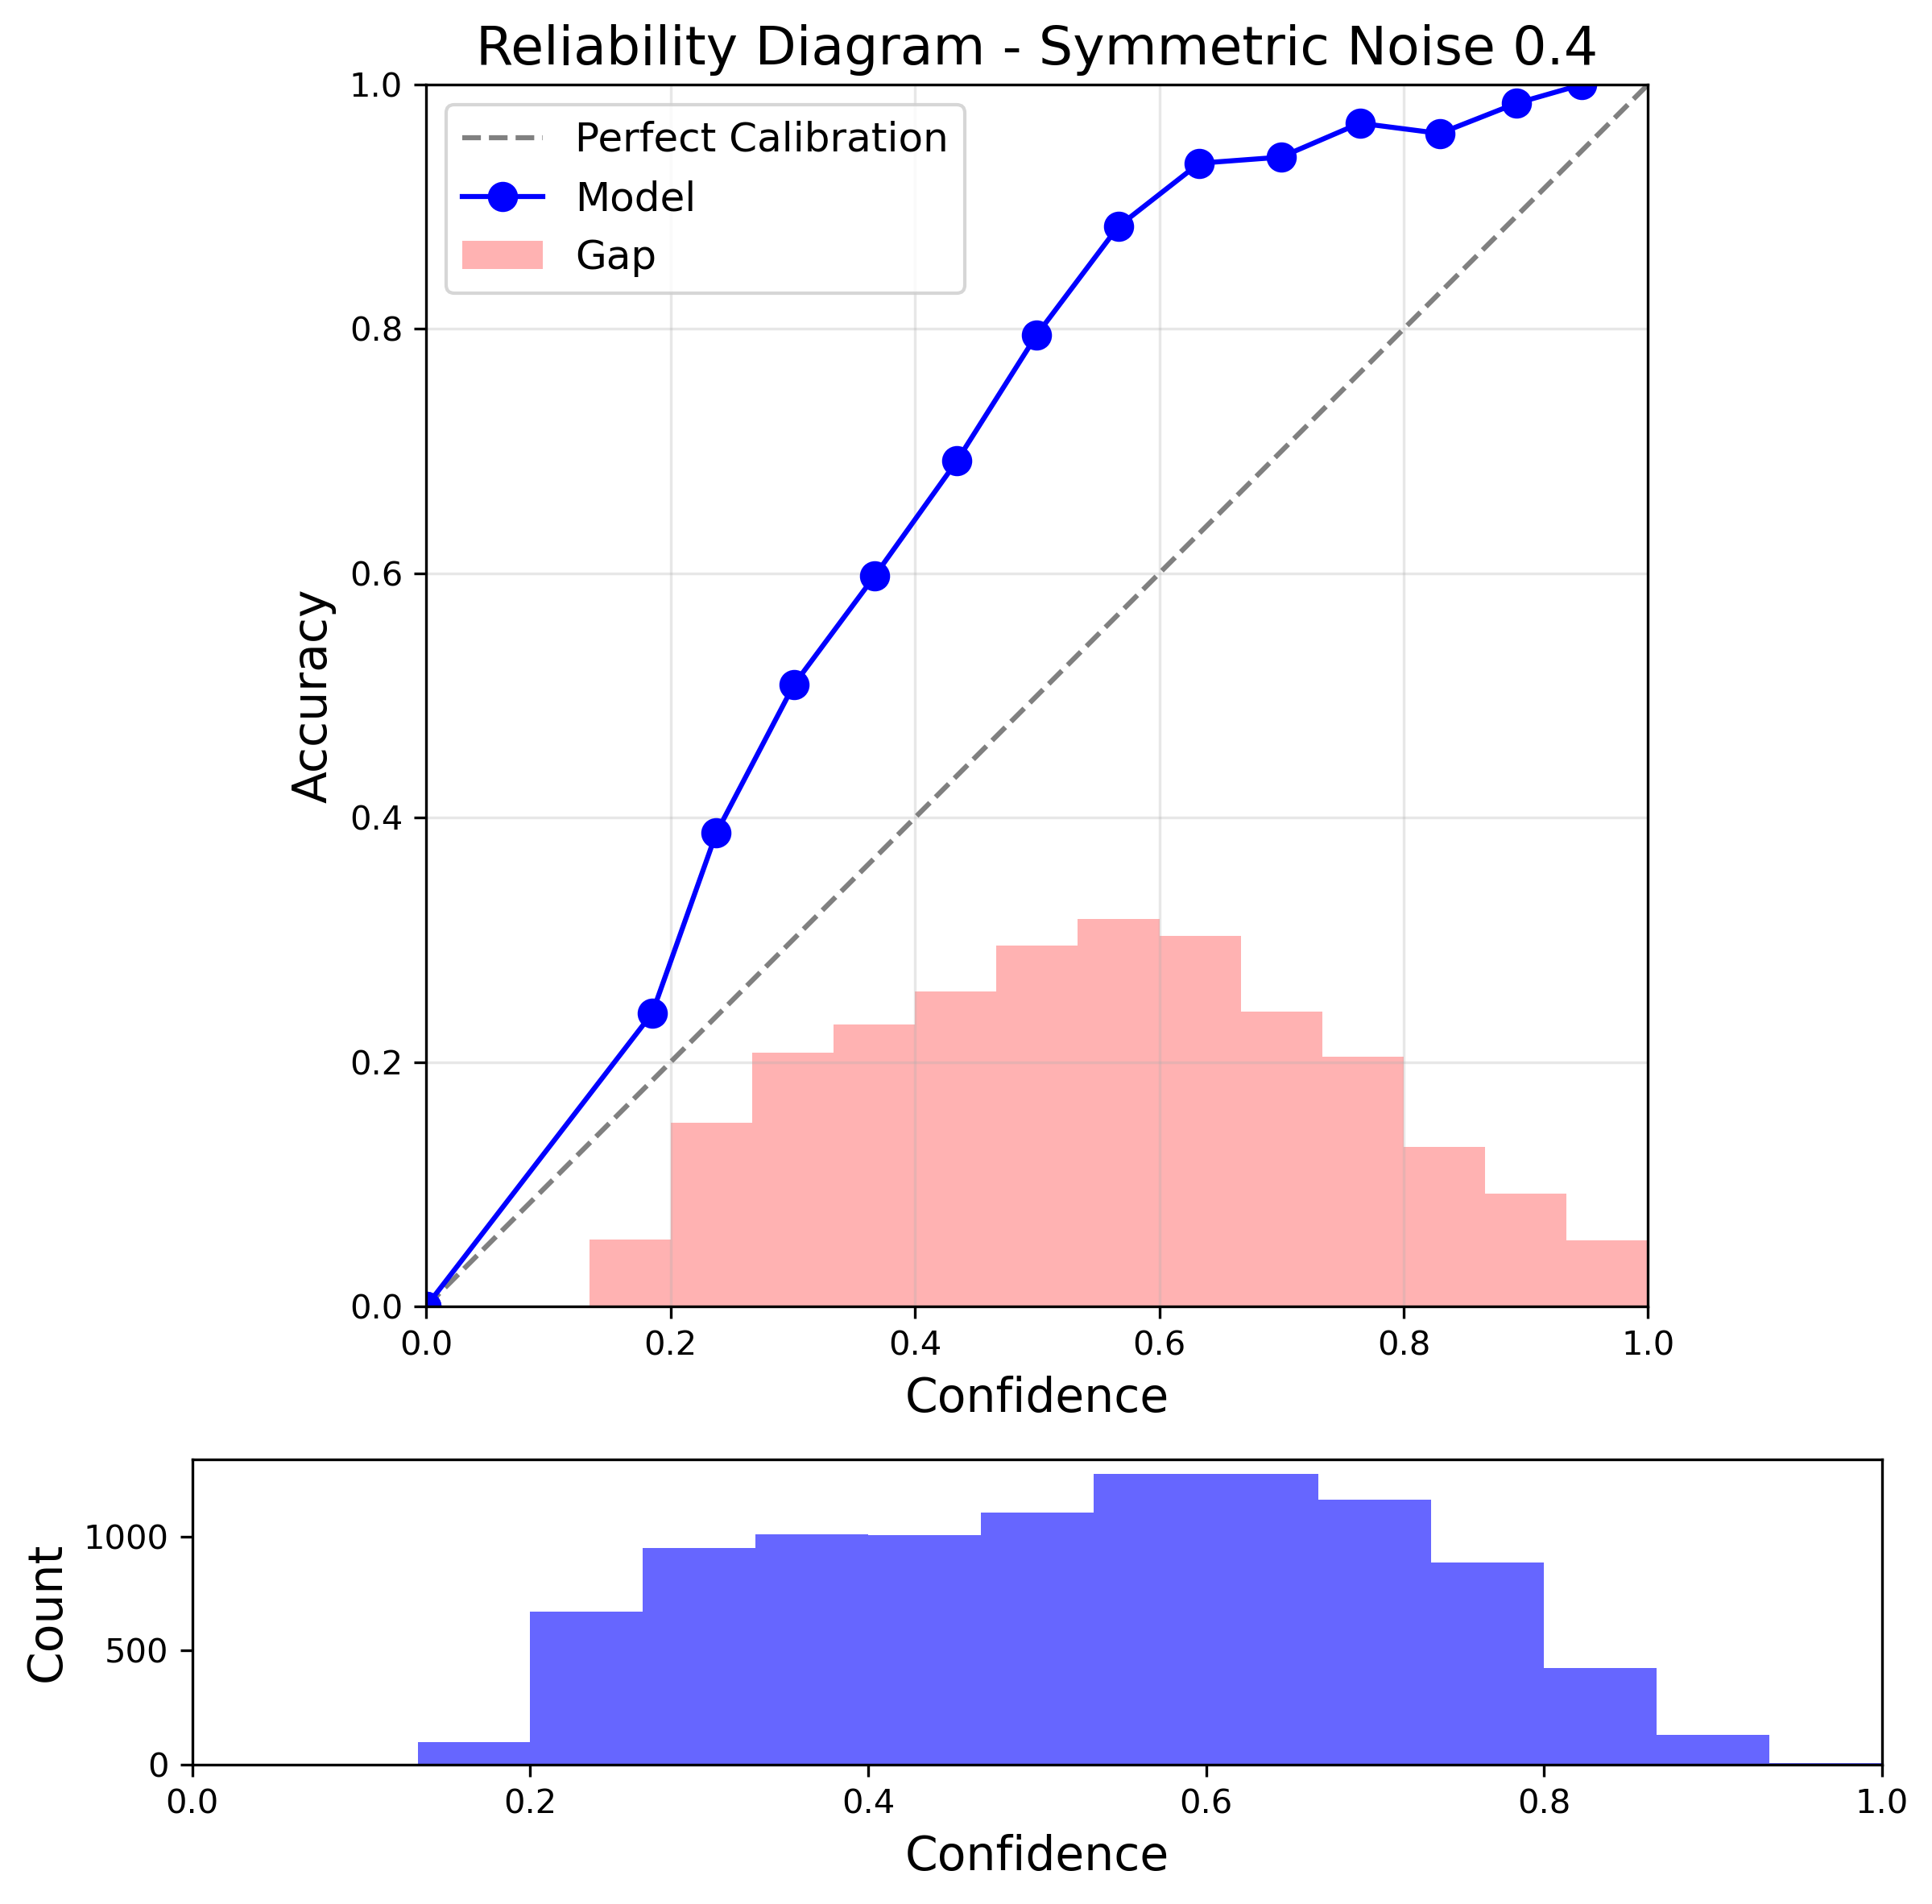 Reliability Diagram - Symmetric Noise 0.4
1.0
0.8
0.6
0.4
0.2
0.0
Accuracy
Perfect Calibration
Model
Gap
0.0 0.2 0.4 0.6 0.8 1.0
Confidence
1000
500
0
Count
0.0 0.2 0.4 0.6 0.8 1.0
Confidence